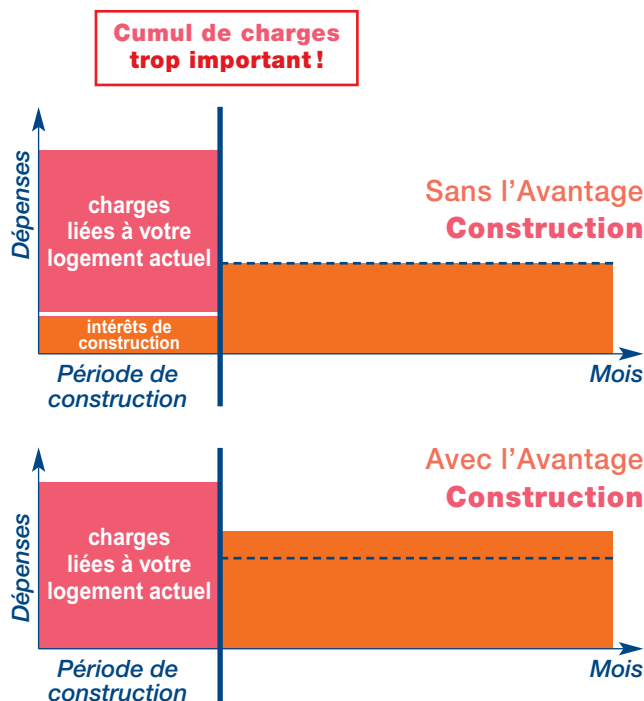 Cumul de charges
trop important !
Dépenses
charges
liées à votre
logement actuel
Sans l'Avantage
Construction
intérêts de
construction
Période de
construction
Mois
Dépenses
charges
liées à votre
logement actuel
Avec l'Avantage
Construction
Période de
construction
Mois